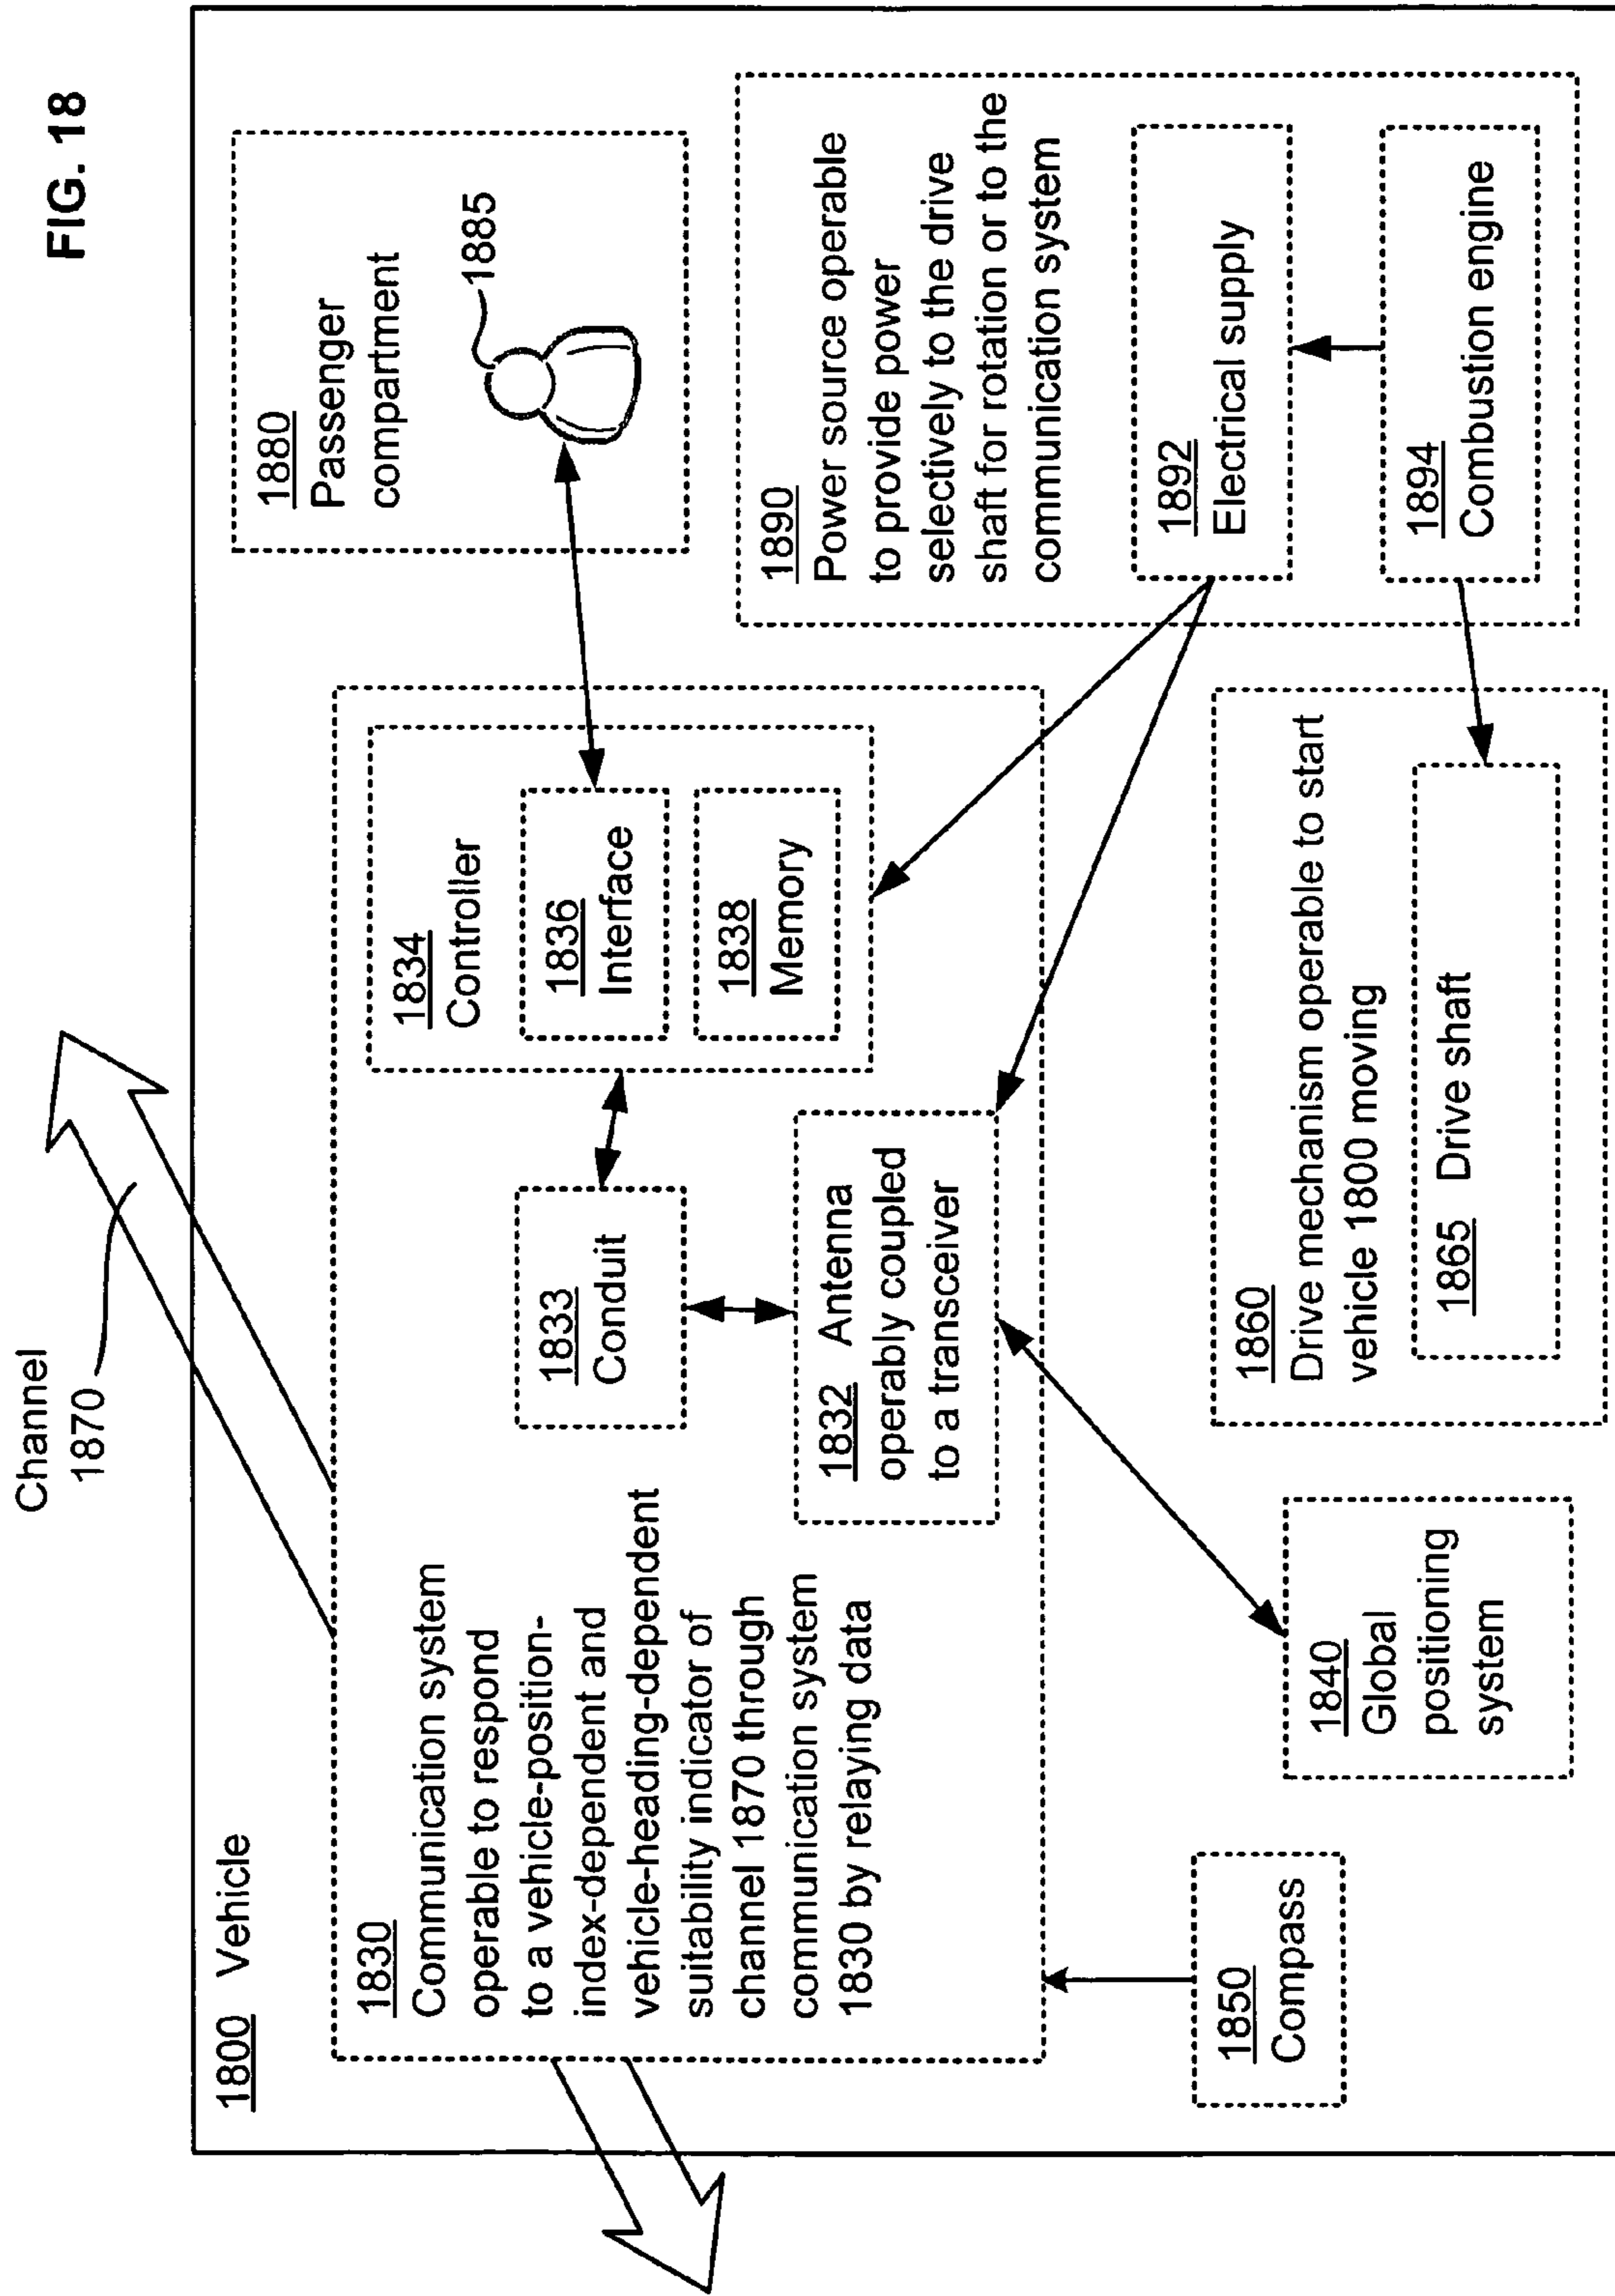 FIG. 18
Channel
1870
1800 Vehicle
1830
Communication system
operable to respond
to a vehicle-position-
index-dependent and
vehicle-heading-dependent
suitability indicator of
channel 1870 through
communication system
1830 by relaying data
1833
Conduit
1832 Antenna
operably coupled
to a transceiver
1834
Controller
1836
Interface
1838
Memory
1880
Passenger
compartment
1885
1850
Compass
1840
Global
positioning
system
1860
Drive mechanism operable to start
vehicle 1800 moving
1865 Drive shaft
1890
Power source operable
to provide power
selectively to the drive
shaft for rotation or to the
communication system
1892
Electrical supply
1894
Combustion engine